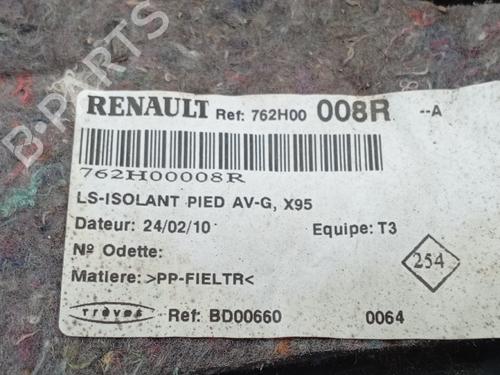 B-PARTS
RENAULT Ref: 762H00 008R --A
762H00008R
LS-ISOLANT PIED AV-G, X95
Dateur: 24/02/10 Equipe: T3
Nº Odette:
254
Matiere: >PP-FIELTR<
trèves Ref: BD00660 0064